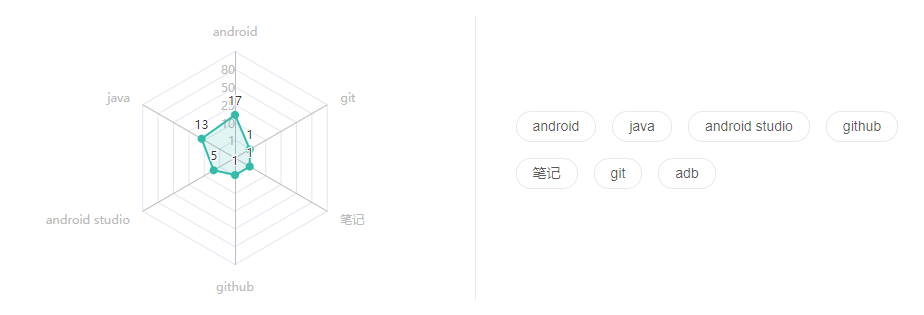 android
80
50
25
17
10
java
git
13
1
1
5
1
1
android studio
笔记
github
android java android studio github
笔记 git adb